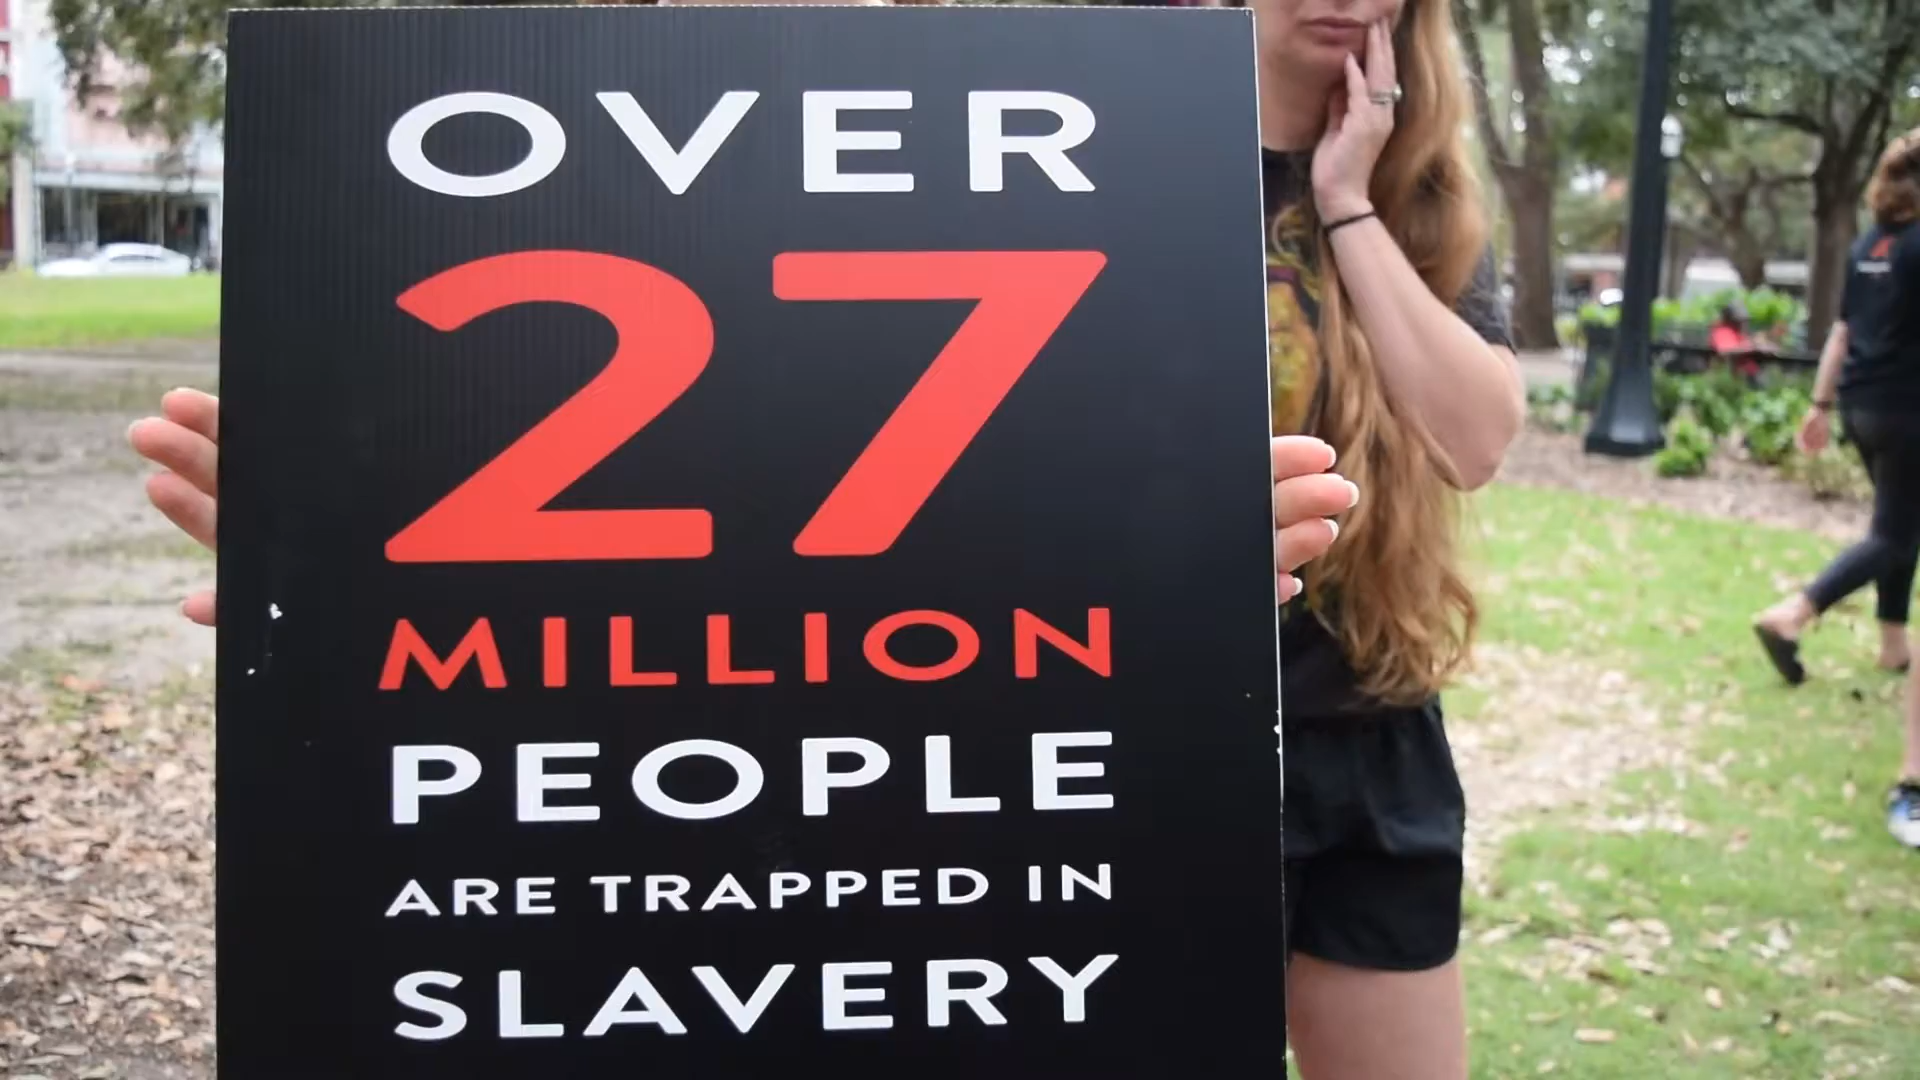 OVER
27
MILLION
PEOPLE
ARE TRAPPED IN
SLAVERY